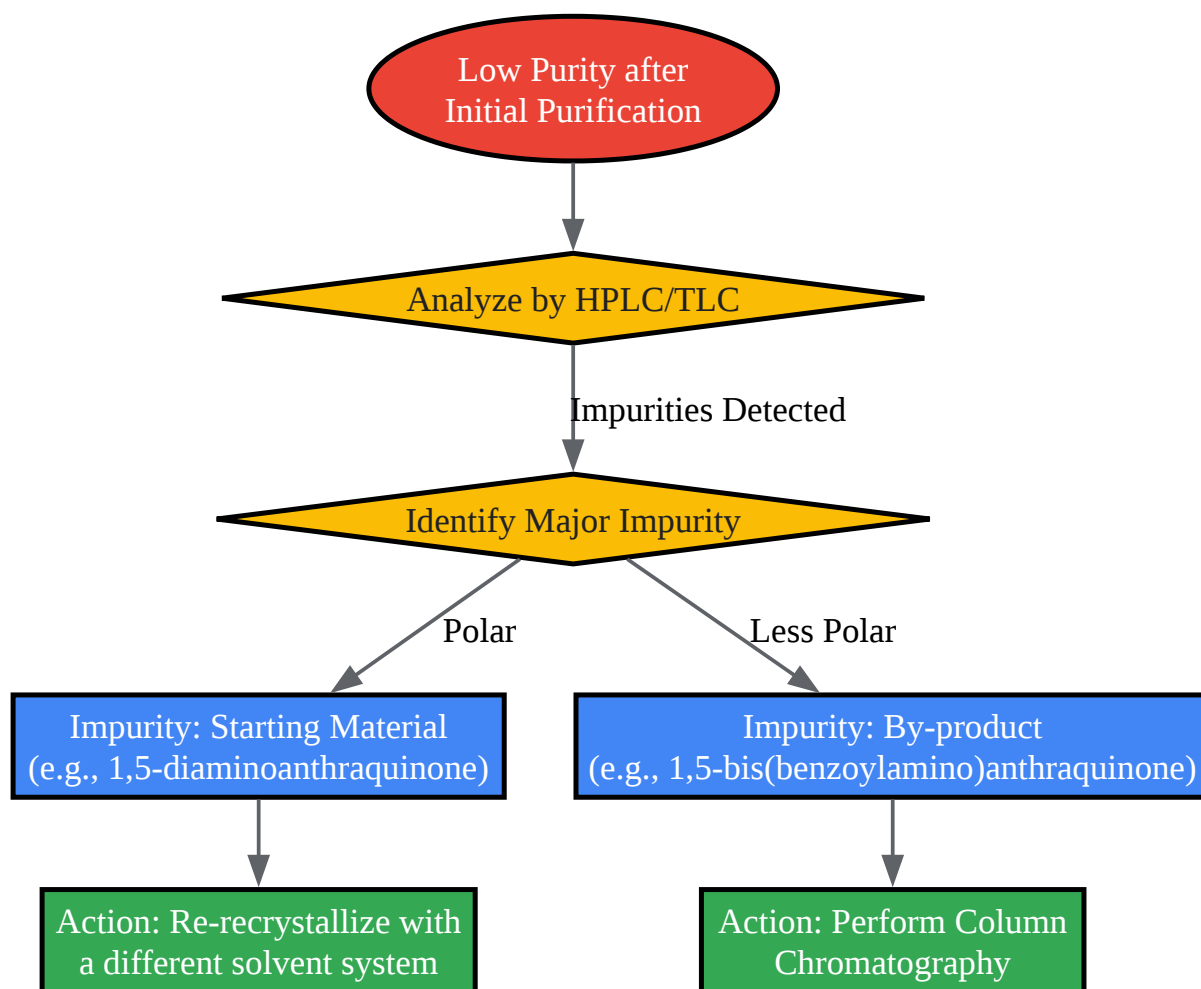 Low Purity after
Initial Purification
Analyze by HPLC/TLC
Impurities Detected
Identify Major Impurity
Polar
Less Polar
Impurity: Starting Material
(e.g., 1,5-diaminoanthraquinone)
Impurity: By-product
(e.g., 1,5-bis(benzoylamino)anthraquinone)
Action: Re-recrystallize with
a different solvent system
Action: Perform Column
Chromatography